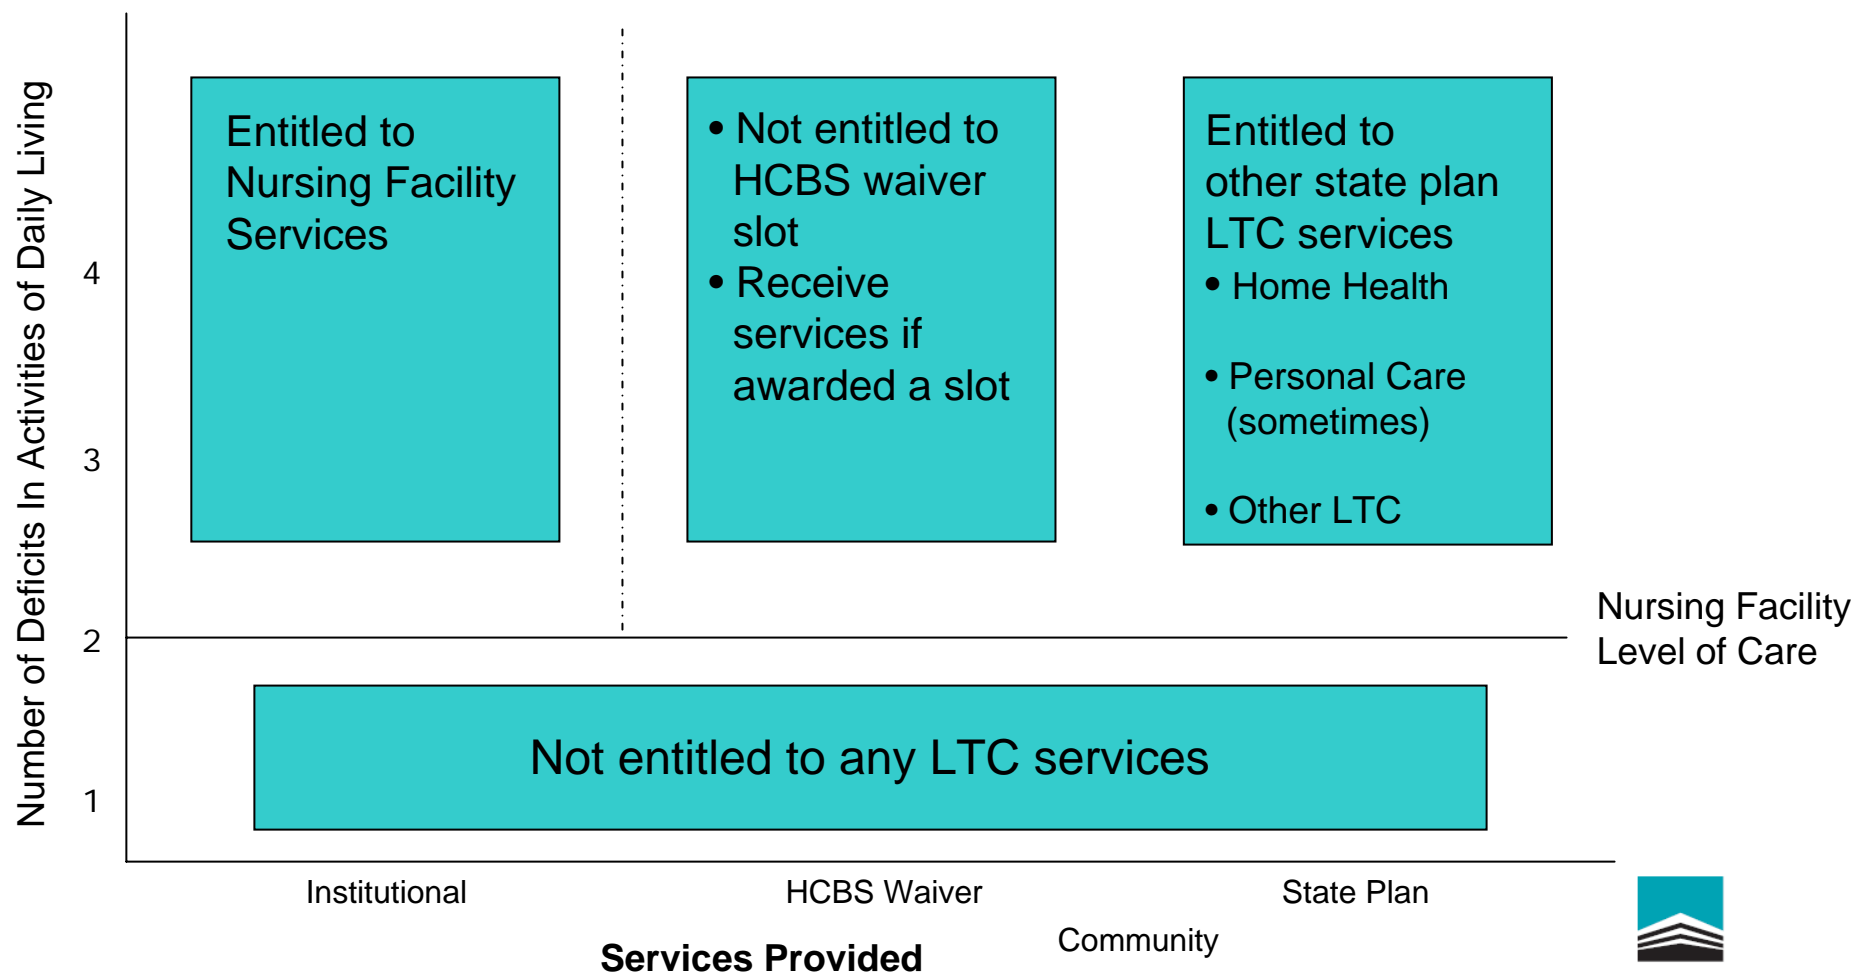 Number of Deficits In Activities of Daily Living
4
3
2
1
Entitled to
Nursing Facility
Services
• Not entitled to
HCBS waiver
slot
• Receive
services if
awarded a slot
Entitled to
other state plan
LTC services
• Home Health
• Personal Care
(sometimes)
• Other LTC
Nursing Facility
Level of Care
Not entitled to any LTC services
Institutional
HCBS Waiver
State Plan
Community
Services Provided